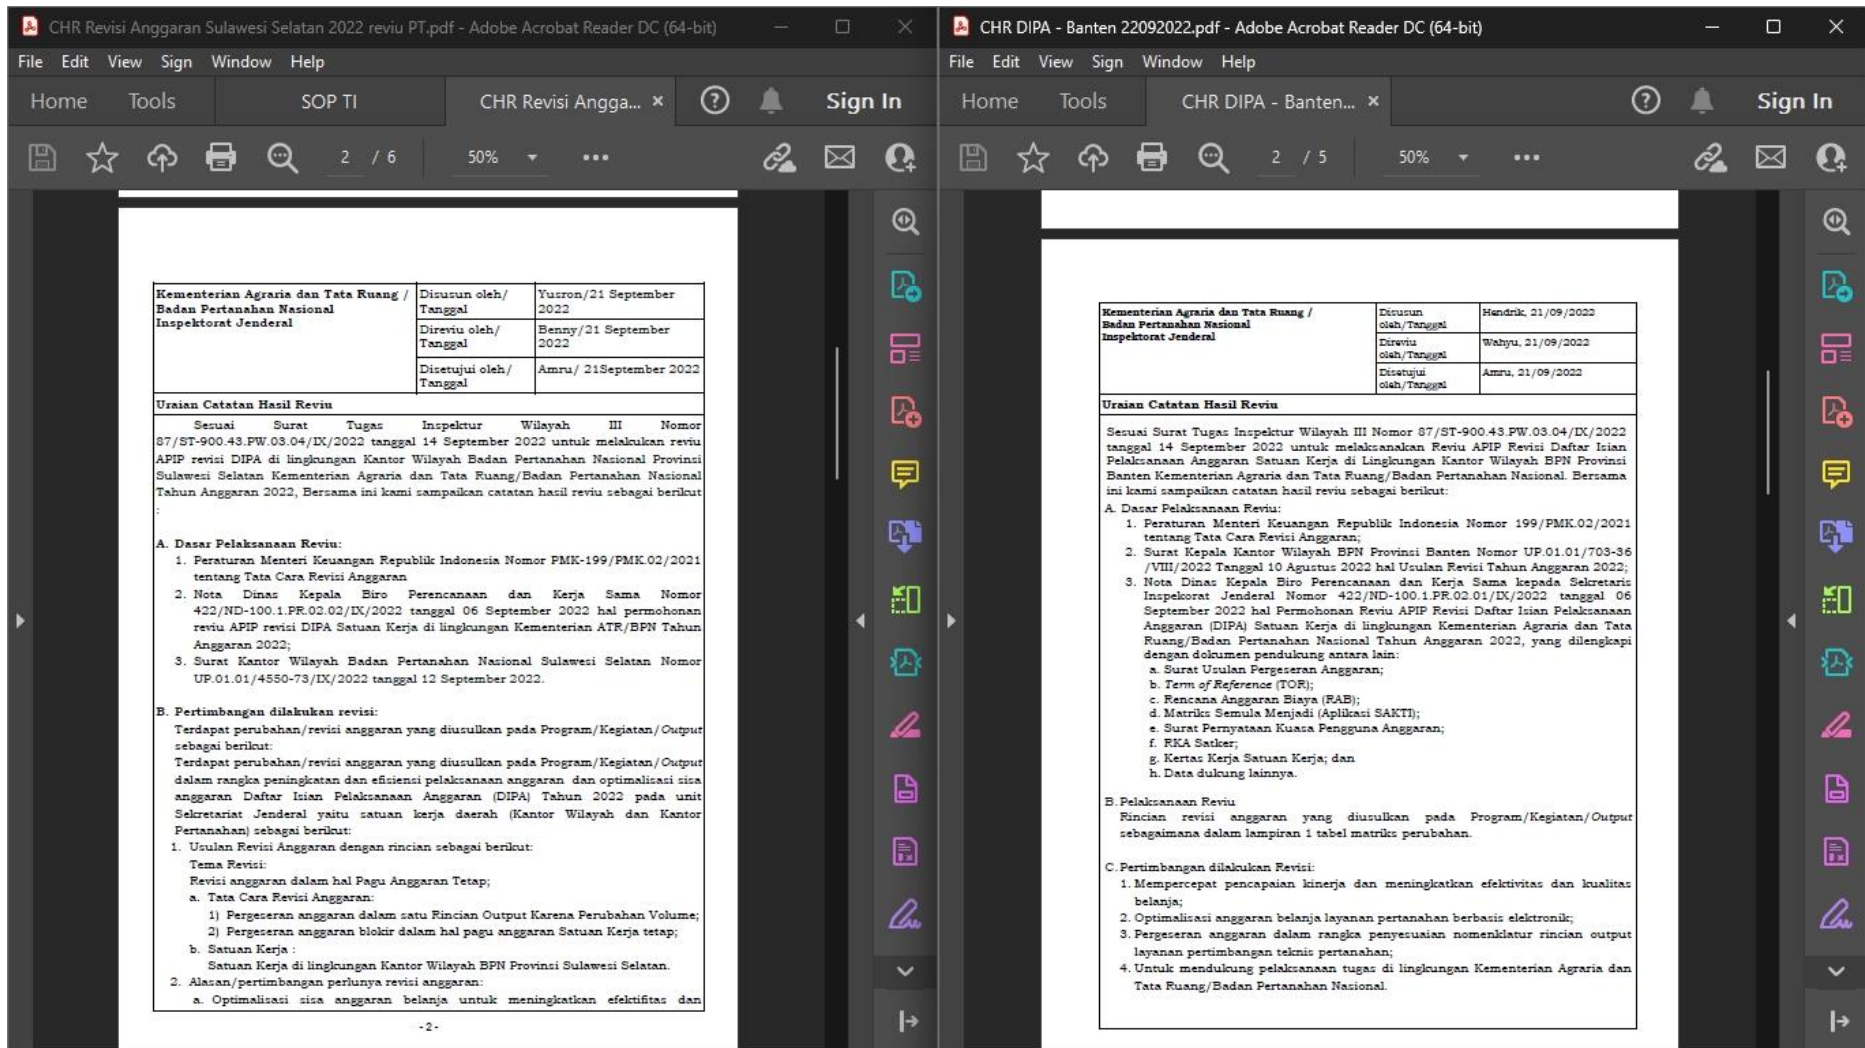 CHR Revisi Anggaran Sulawesi Selatan 2022 reviu PT.pdf - Adobe Acrobat Reader DC (64-bit)
File Edit View Sign Window Help
Home Tools SOP TI CHR Revisi Angga... × Sign In
2 / 6 50%
Kementerian Agraria dan Tata Ruang /
Badan Pertanahan Nasional
Inspektorat Jenderal
Disusun oleh/
Tanggal
Yusron/21 September
2022
Direviu oleh/
Tanggal
Benny/21 September
2022
Disetujui oleh/
Tanggal
Amru/ 21September 2022
Uraian Catatan Hasil Reviu
Sesuai Surat Tugas Inspektur Wilayah III Nomor
87/ST-900.43.PW.03.04/IX/2022 tanggal 14 September 2022 untuk melakukan reviu
APIP revisi DIPA di lingkungan Kantor Wilayah Badan Pertanahan Nasional Provinsi
Sulawesi Selatan Kementerian Agraria dan Tata Ruang/Badan Pertanahan Nasional
Tahun Anggaran 2022, Bersama ini kami sampaikan catatan hasil reviu sebagai berikut
:
A. Dasar Pelaksanaan Reviu:
1. Peraturan Menteri Keuangan Republik Indonesia Nomor PMK-199/PMK.02/2021
tentang Tata Cara Revisi Anggaran
2. Nota Dinas Kepala Biro Perencanaan dan Kerja Sama Nomor
422/ND-100.1.PR.02.02/IX/2022 tanggal 06 September 2022 hal permohonan
reviu APIP revisi DIPA Satuan Kerja di lingkungan Kementerian ATR/BPN Tahun
Anggaran 2022;
3. Surat Kantor Wilayah Badan Pertanahan Nasional Sulawesi Selatan Nomor
UP.01.01/4550-73/IX/2022 tanggal 12 September 2022.
B. Pertimbangan dilakukan revisi:
Terdapat perubahan/revisi anggaran yang diusulkan pada Program/Kegiatan/Output
sebagai berikut:
Terdapat perubahan/revisi anggaran yang diusulkan pada Program/Kegiatan/Output
dalam rangka peningkatan dan efisiensi pelaksanaan anggaran dan optimalisasi sisa
anggaran Daftar Isian Pelaksanaan Anggaran (DIPA) Tahun 2022 pada unit
Sekretariat Jenderal yaitu satuan kerja daerah (Kantor Wilayah dan Kantor
Pertanahan) sebagai berikut:
1. Usulan Revisi Anggaran dengan rincian sebagai berikut:
Tema Revisi:
Revisi anggaran dalam hal Pagu Anggaran Tetap;
a. Tata Cara Revisi Anggaran:
1) Pergeseran anggaran dalam satu Rincian Output Karena Perubahan Volume;
2) Pergeseran anggaran blokir dalam hal pagu anggaran Satuan Kerja tetap;
b. Satuan Kerja :
Satuan Kerja di lingkungan Kantor Wilayah BPN Provinsi Sulawesi Selatan.
2. Alasan/pertimbangan perlunya revisi anggaran:
a. Optimalisasi sisa anggaran belanja untuk meningkatkan efektifitas dan
- 2 -
CHR DIPA - Banten 22092022.pdf - Adobe Acrobat Reader DC (64-bit)
File Edit View Sign Window Help
Home Tools CHR DIPA - Banten... × Sign In
2 / 5 50%
Kementerian Agraria dan Tata Ruang /
Badan Pertanahan Nasional
Inspektorat Jenderal
Disusun
oleh/Tanggal
Hendrik, 21/09/2022
Direviu
oleh/Tanggal
Wahyu, 21/09/2022
Disetujui
oleh/Tanggal
Amru, 21/09/2022
Uraian Catatan Hasil Reviu
Sesuai Surat Tugas Inspektur Wilayah III Nomor 87/ST-900.43.PW.03.04/IX/2022
tanggal 14 September 2022 untuk melaksanakan Reviu APIP Revisi Daftar Isian
Pelaksanaan Anggaran Satuan Kerja di Lingkungan Kantor Wilayah BPN Provinsi
Banten Kementerian Agraria dan Tata Ruang/Badan Pertanahan Nasional. Bersama
ini kami sampaikan catatan hasil reviu sebagai berikut:
A. Dasar Pelaksanaan Reviu:
1. Peraturan Menteri Keuangan Republik Indonesia Nomor 199/PMK.02/2021
tentang Tata Cara Revisi Anggaran;
2. Surat Kepala Kantor Wilayah BPN Provinsi Banten Nomor UP.01.01/703-36
/VIII/2022 Tanggal 10 Agustus 2022 hal Usulan Revisi Tahun Anggaran 2022;
3. Nota Dinas Kepala Biro Perencanaan dan Kerja Sama kepada Sekretaris
Inspekorat Jenderal Nomor 422/ND-100.1.PR.02.01/IX/2022 tanggal 06
September 2022 hal Permohonan Reviu APIP Revisi Daftar Isian Pelaksanaan
Anggaran (DIPA) Satuan Kerja di lingkungan Kementerian Agraria dan Tata
Ruang/Badan Pertanahan Nasional Tahun Anggaran 2022, yang dilengkapi
dengan dokumen pendukung antara lain:
a. Surat Usulan Pergeseran Anggaran;
b. Term of Reference (TOR);
c. Rencana Anggaran Biaya (RAB);
d. Matriks Semula Menjadi (Aplikasi SAKTI);
e. Surat Pernyataan Kuasa Pengguna Anggaran;
f. RKA Satker;
g. Kertas Kerja Satuan Kerja; dan
h. Data dukung lainnya.
B. Pelaksanaan Reviu
Rincian revisi anggaran yang diusulkan pada Program/Kegiatan/Output
sebagaimana dalam lampiran 1 tabel matriks perubahan.
C. Pertimbangan dilakukan Revisi:
1. Mempercepat pencapaian kinerja dan meningkatkan efektivitas dan kualitas
belanja;
2. Optimalisasi anggaran belanja layanan pertanahan berbasis elektronik;
3. Pergeseran anggaran dalam rangka penyesuaian nomenklatur rincian output
layanan pertimbangan teknis pertanahan;
4. Untuk mendukung pelaksanaan tugas di lingkungan Kementerian Agraria dan
Tata Ruang/Badan Pertanahan Nasional.